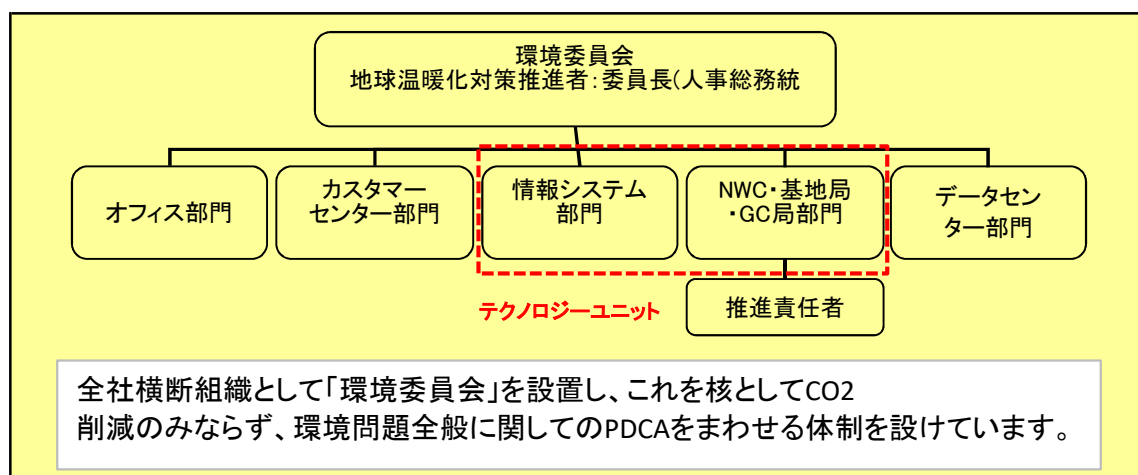 環境委員会
地球温暖化対策推進者：委員長(人事総務統
オフィス部門
カスタマー
センター部門
情報システム
部門
NWC・基地局
・GC局部門
データセン
ター部門
テクノロジーユニット
推進責任者
全社横断組織として「環境委員会」を設置し、これを核としてCO2
削減のみならず、環境問題全般に関してのPDCAをまわせる体制を設けています。